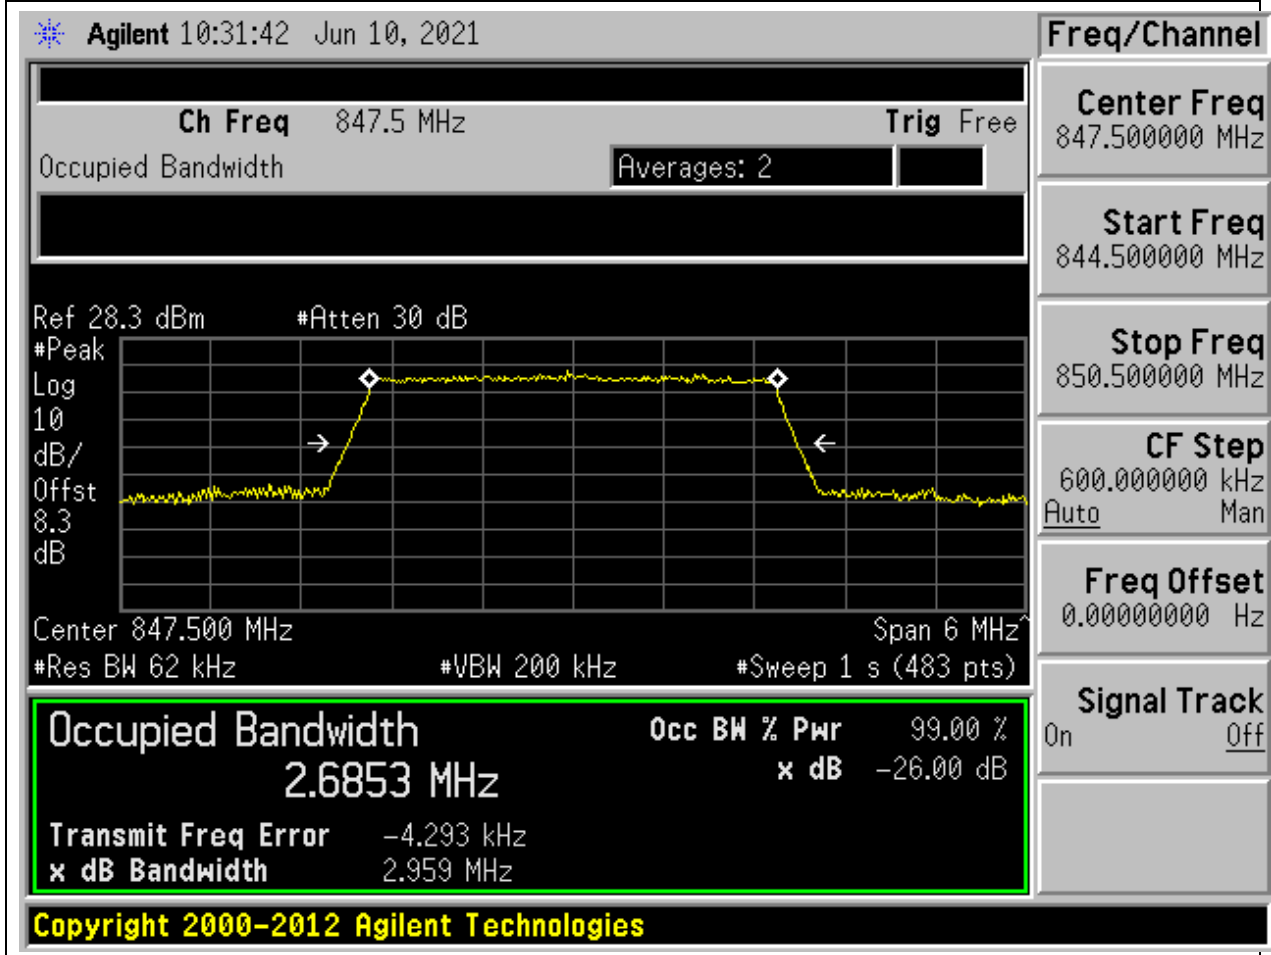 Agilent 10:31:42 Jun 10, 2021
Freq/Channel
Ch Freq 847.5 MHz Trig Free
Occupied Bandwidth Averages: 2
Center Freq
847.500000 MHz
Start Freq
844.500000 MHz
Stop Freq
850.500000 MHz
CF Step
600.000000 kHz
Auto Man
Freq Offset
0.00000000 Hz
Signal Track
On Off
Ref 28.3 dBm #Atten 30 dB
#Peak
Log
10
dB/
Offst
8.3
dB
Center 847.500 MHz Span 6 MHz^
#Res BW 62 kHz #VBW 200 kHz #Sweep 1 s (483 pts)
Occupied Bandwidth Occ BW % Pwr 99.00 %
2.6853 MHz x dB -26.00 dB
Transmit Freq Error -4.293 kHz
x dB Bandwidth 2.959 MHz
Copyright 2000-2012 Agilent Technologies